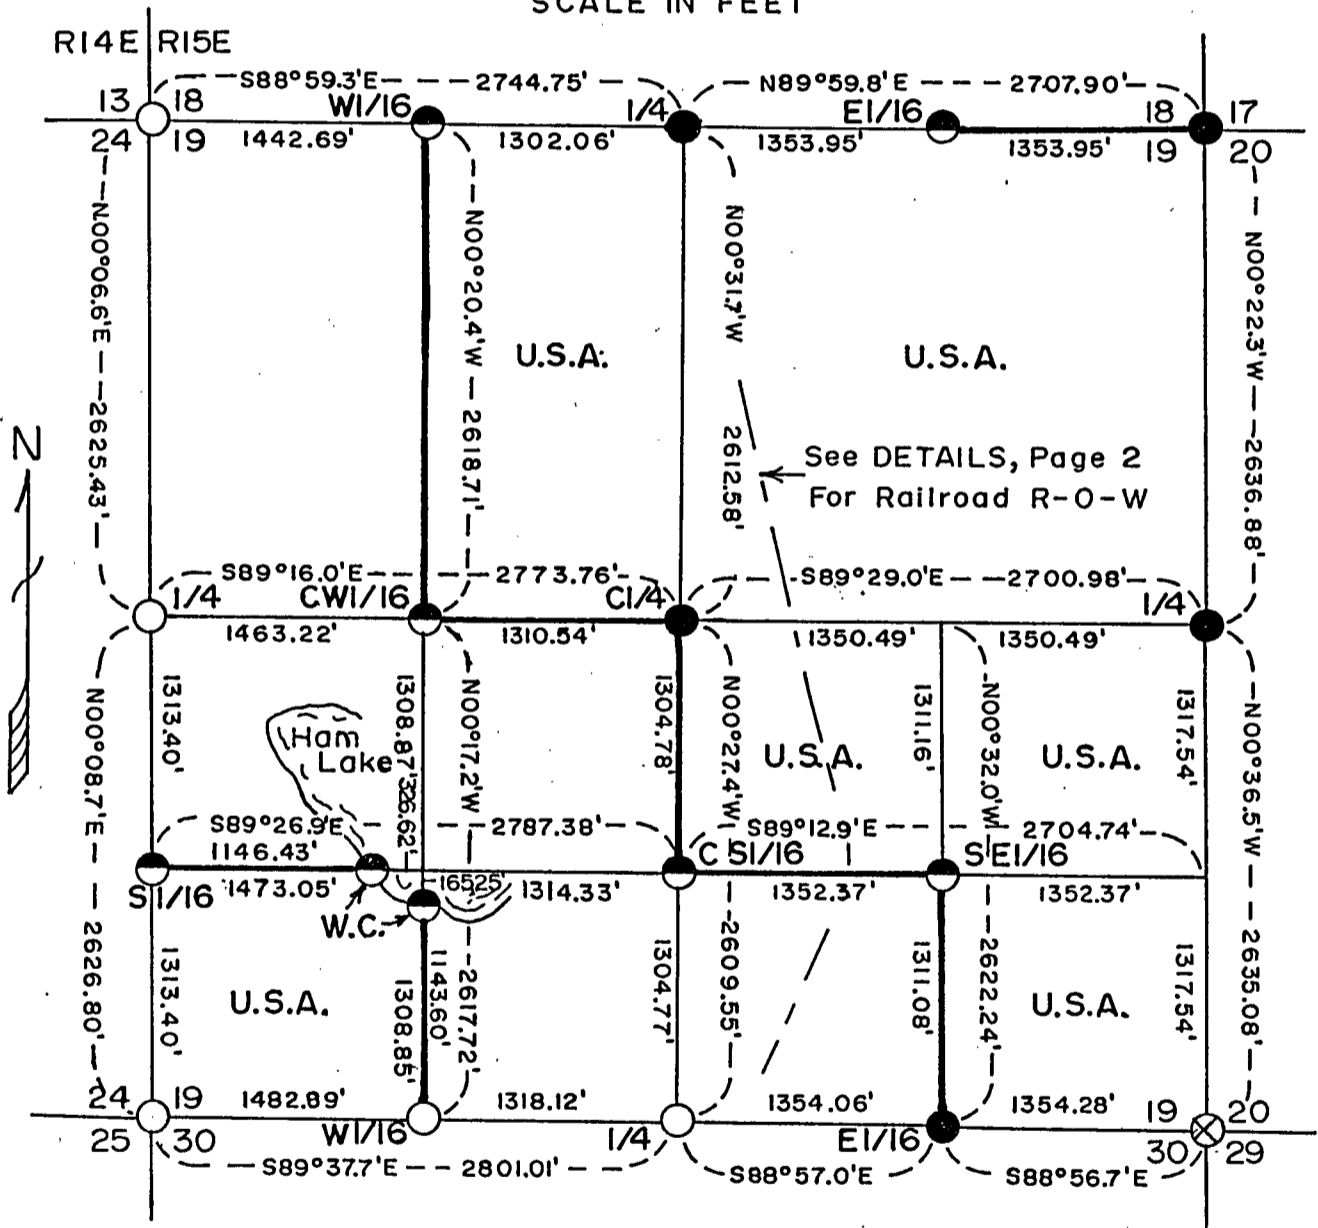 SCALE IN FEET
R14E R15E
S88°59.3'E 2744.75' N89°59.8'E 2707.90'
13 18 W1/16 1/4 E1/16 18 17
24 19 1442.69' 1302.06' 1353.95' 1353.95' 19 20
N00°06.6'E 2625.43'
N00°20.4'W 2618.71'
N00°31.7'W 2612.58'
N00°22.3'W 2636.88'
U.S.A. U.S.A.
N
See DETAILS, Page 2
For Railroad R-O-W
S89°16.0'E 2773.76' S89°29.0'E 2700.98'
1/4 CW1/16 C1/4 1/4
1463.22' 1310.54' 1350.49' 1350.49'
N00°08.7'E 2626.80'
1313.40'
1308.87'
326.62'
N00°17.2'W 2617.72'
1304.78'
N00°27.4'W 2609.55'
1311.16'
N00°32.0'W 2622.24'
1317.54'
N00°36.5'W 2635.08'
Ham
Lake
U.S.A. U.S.A.
S89°26.9'E 2787.38' S89°12.9'E 2704.74'
1146.43' C S1/16 SE1/16
S1/16 1473.05' 165.25' 1314.33' 1352.37' 1352.37'
W.C.
1313.40'
1308.85'
1143.60'
1304.77'
1311.08'
1317.54'
U.S.A. U.S.A.
24 19 1482.89' 1318.12' 1354.06' 1354.28' 19 20
25 30 W1/16 1/4 E1/16 30 29
S89°37.7'E 2801.01' S88°57.0'E S88°56.7'E